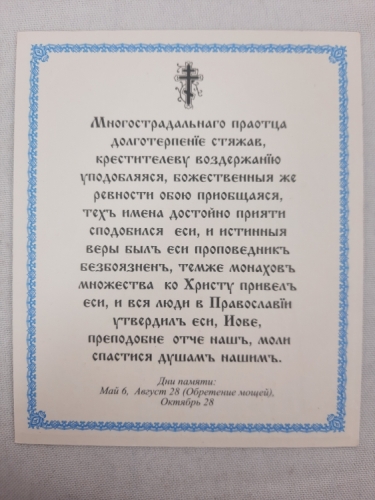 Многострадальнаго праотца
долготерпенїе стяжав,
крестителеву воздержанїю
уподобляяся, божественныя же
ревности обою приобщаяся,
техъ имена достойно прияти
сподобился еси, и истинныя
веры былъ еси проповедникъ
безбоязненъ, темже монаховъ
множества ко Христу привелъ
еси, и вся люди в Православїи
утвердилъ еси, Иове,
преподобне отче нашъ, моли
спастися душамъ нашимъ.
Дни памяти:
Май 6, Август 28 (Обретение мощей),
Октябрь 28